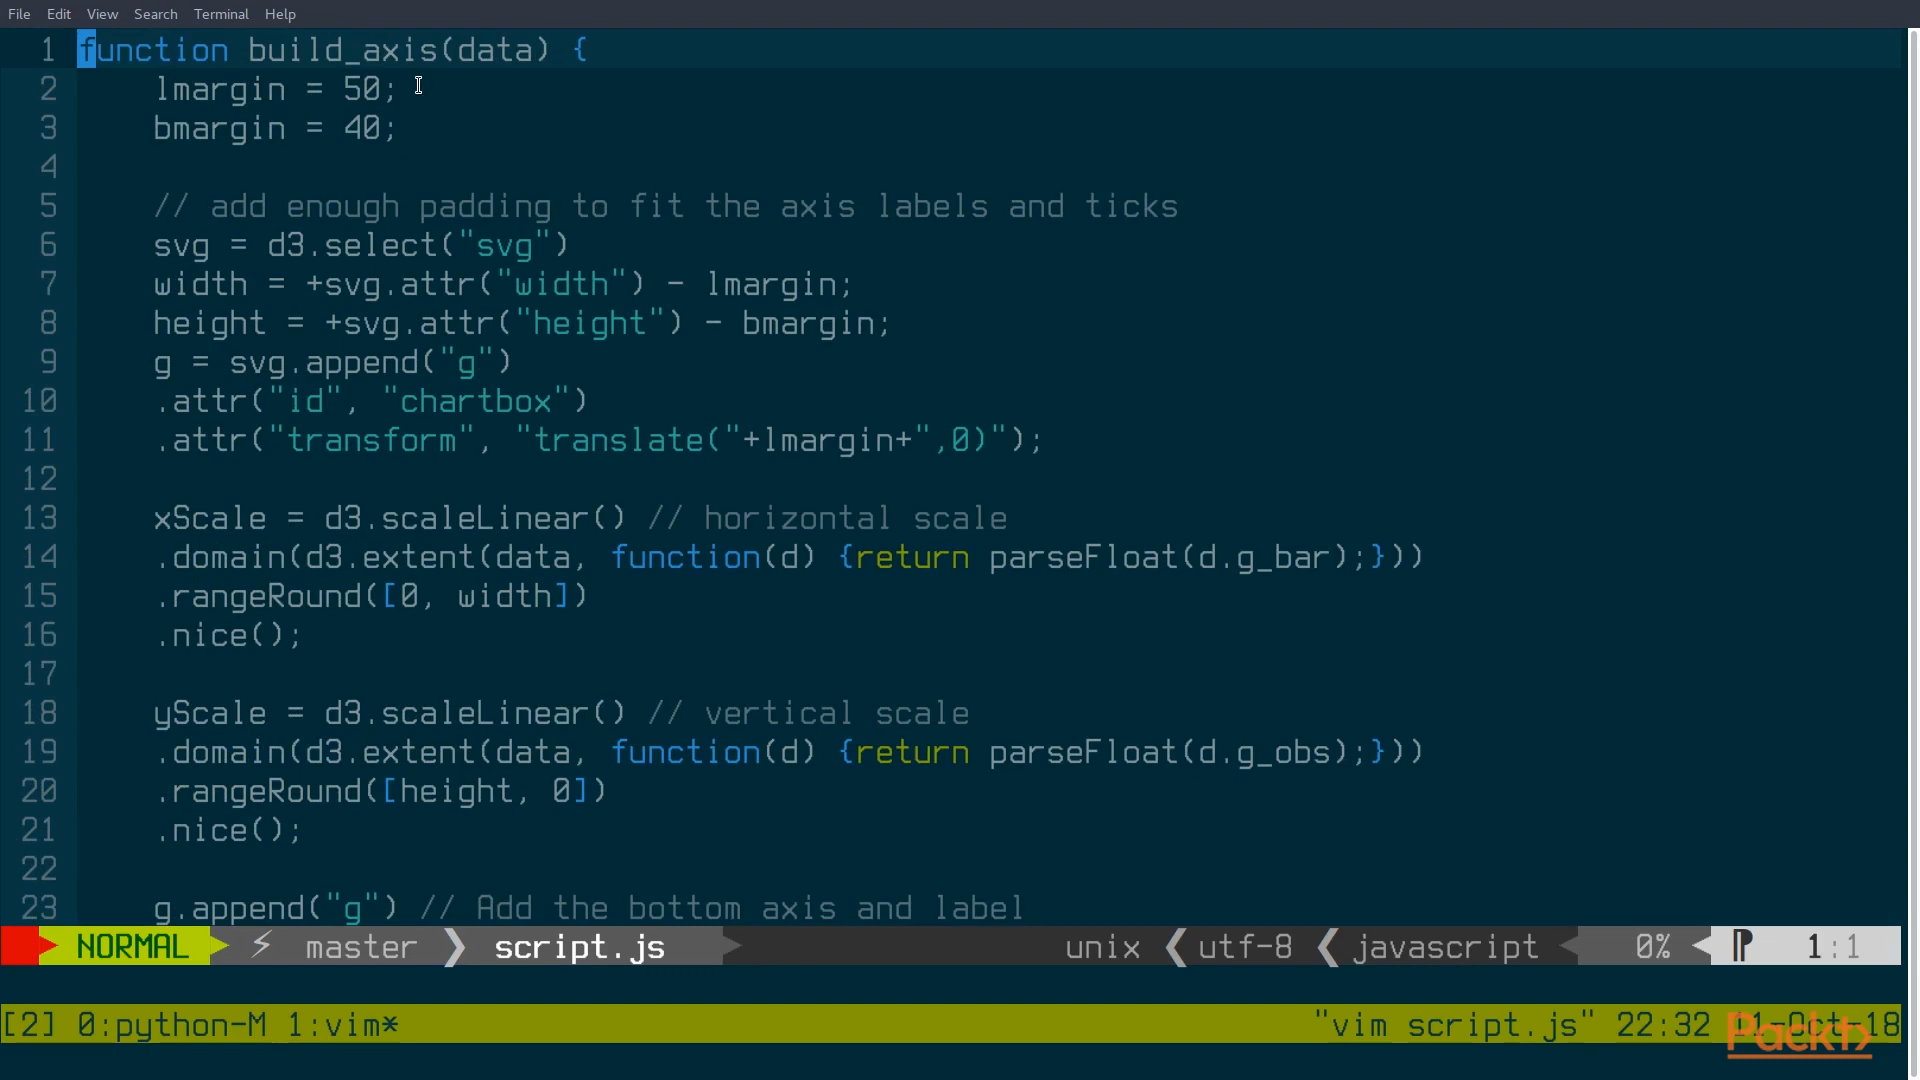 File Edit View Search Terminal Help
1 function build_axis(data) {
2 lmargin = 50;
3 bmargin = 40;
4
5 // add enough padding to fit the axis labels and ticks
6 svg = d3.select("svg")
7 width = +svg.attr("width") - lmargin;
8 height = +svg.attr("height") - bmargin;
9 g = svg.append("g")
10 .attr("id", "chartbox")
11 .attr("transform", "translate("+lmargin+",0)");
12
13 xScale = d3.scaleLinear() // horizontal scale
14 .domain(d3.extent(data, function(d) {return parseFloat(d.g_bar);}))
15 .rangeRound([0, width])
16 .nice();
17
18 yScale = d3.scaleLinear() // vertical scale
19 .domain(d3.extent(data, function(d) {return parseFloat(d.g_obs);}))
20 .rangeRound([height, 0])
21 .nice();
22
23 g.append("g") // Add the bottom axis and label
NORMAL master script.js unix utf-8 javascript 0% 1:1
[2] 0:python-M 1:vim* "vim script.js" 22:32 11-Oct-18
Packt>